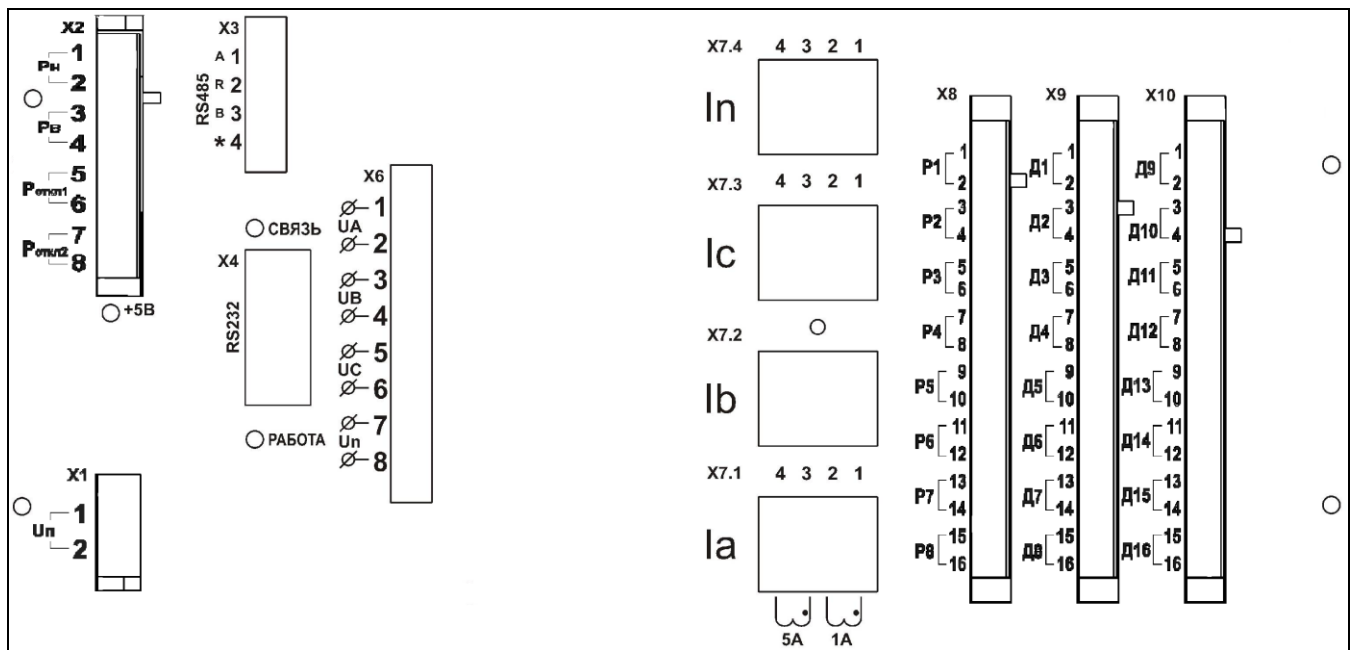 X2
1
Рн
2
3
Рв
4
5
Роткл1
6
7
Роткл2
8
+5В
X1
1
Uп
2
X3
A 1
R 2
B 3
* 4
RS485
СВЯЗЬ
X4
RS232
РАБОТА
X6
1
UA
2
3
UB
4
5
UC
6
7
Un
8
X7.4 4 3 2 1
In
X7.3 4 3 2 1
Ic
X7.2
Ib
X7.1 4 3 2 1
Ia
5A 1A
X8
P1 1 2
P2 3 4
P3 5 6
P4 7 8
P5 9 10
P6 11 12
P7 13 14
P8 15 16
X9
Д1 1 2
Д2 3 4
Д3 5 6
Д4 7 8
Д5 9 10
Д6 11 12
Д7 13 14
Д8 15 16
X10
Д9 1 2
Д10 3 4
Д11 5 6
Д12 7 8
Д13 9 10
Д14 11 12
Д15 13 14
Д16 15 16